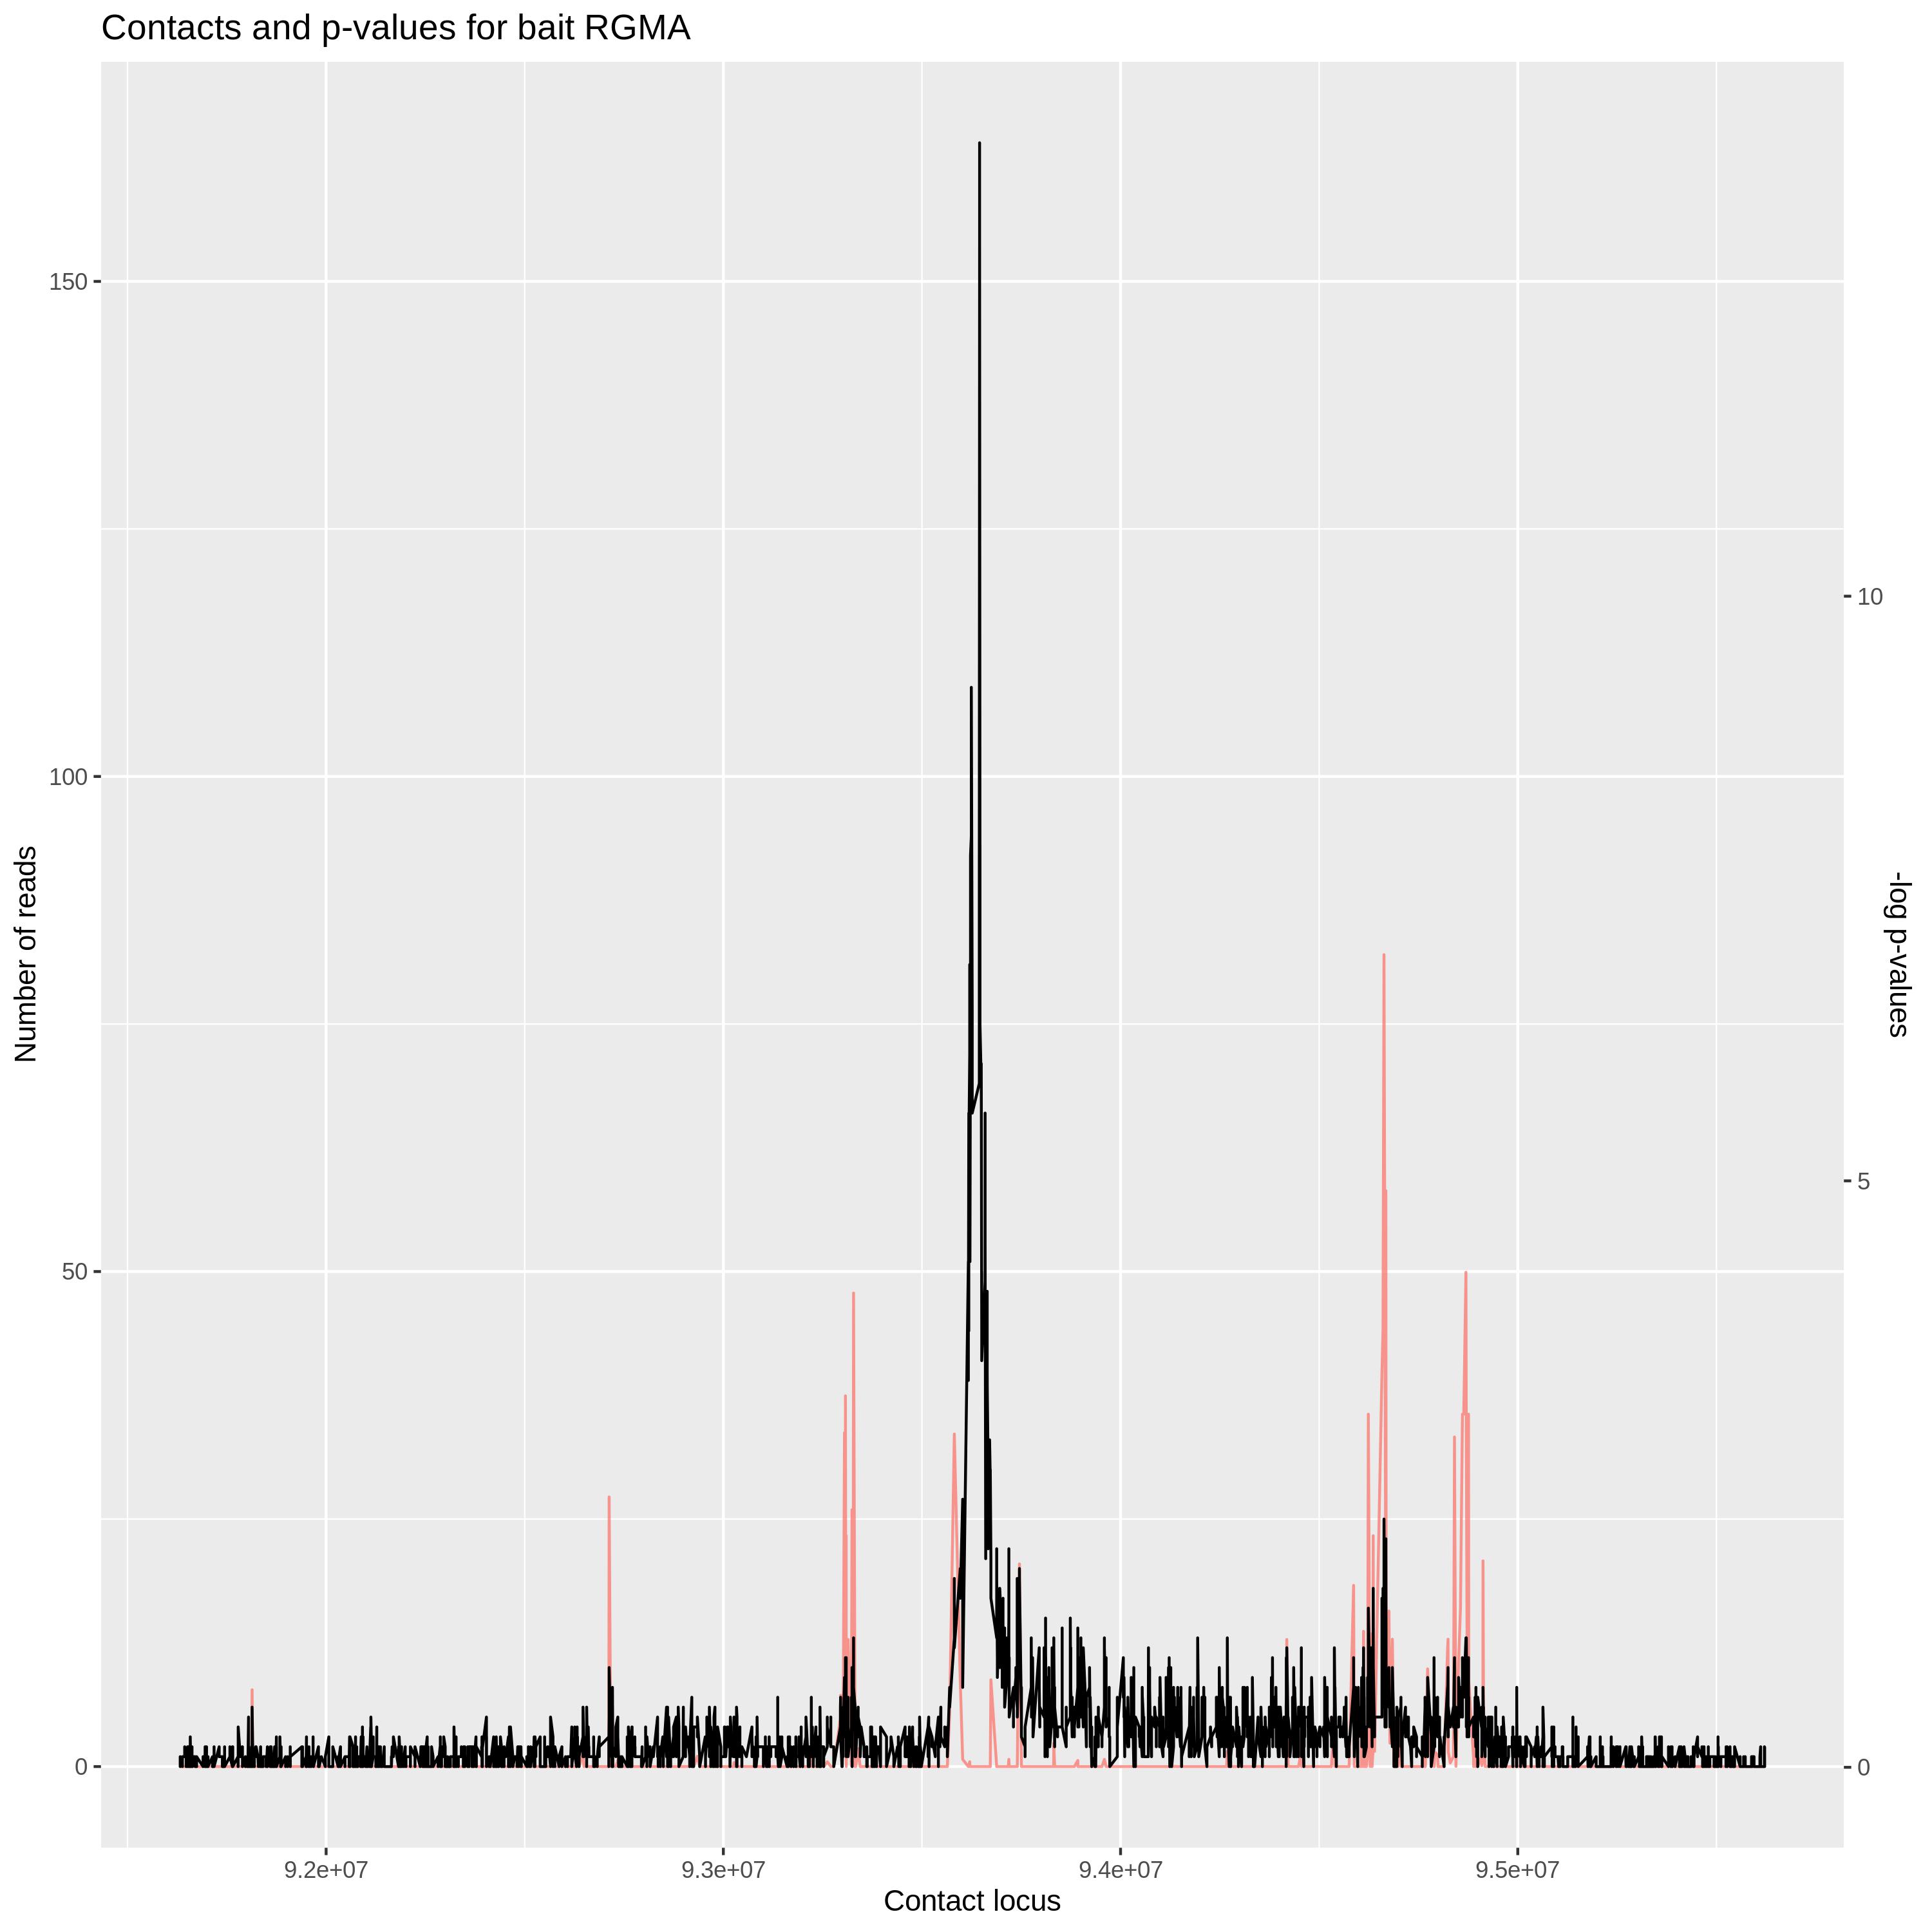 Contacts and p-values for bait RGMA
150
100
50
0
Number of reads
10
5
0
-log p-values
9.2e+07
9.3e+07
9.4e+07
9.5e+07
Contact locus